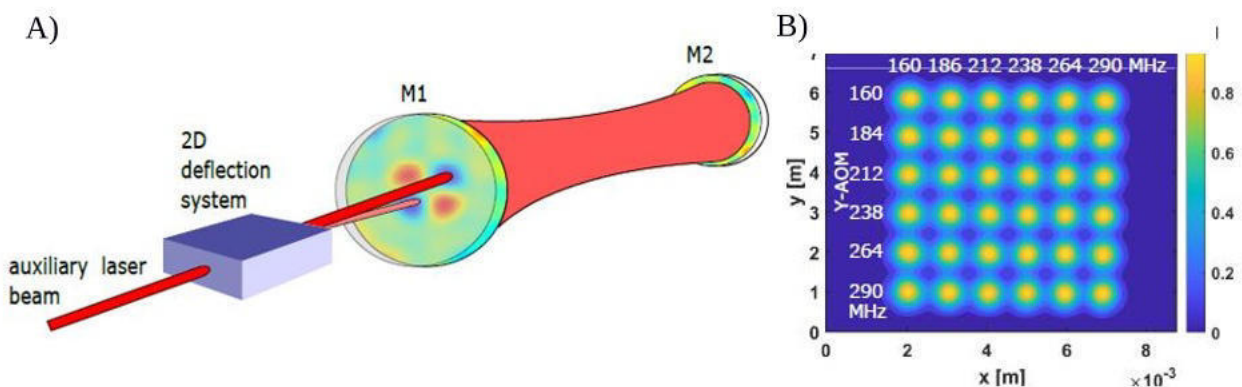 A)
M2
M1
2D
deflection
system
auxiliary laser
beam
B)
160 186 212 238 264 290 MHz
160
184
212
238
264
290
MHz
Y-AOM
y [m]
7
6
5
4
3
2
1
0
0 2 4 6 8
×10⁻³
x [m]
0.8
0.6
0.4
0.2
0